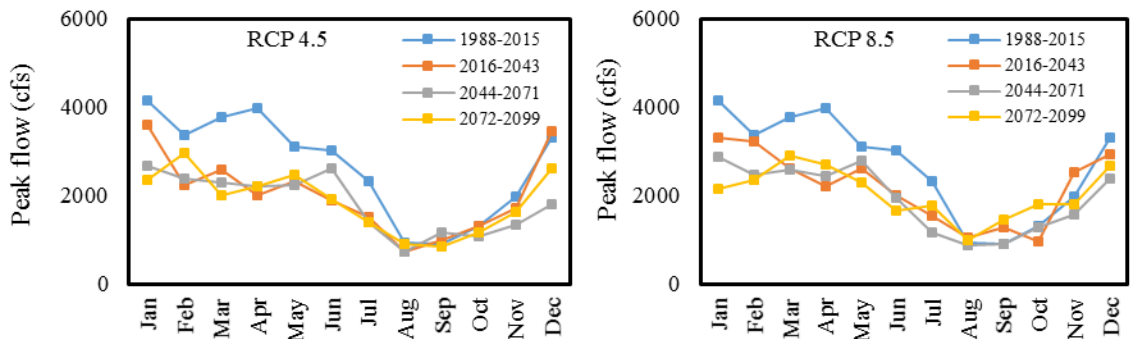 Peak flow (cfs)
6000
4000
2000
0
RCP 4.5
1988-2015
2016-2043
2044-2071
2072-2099
Jan
Feb
Mar
Apr
May
Jun
Jul
Aug
Sep
Oct
Nov
Dec
Peak flow (cfs)
6000
4000
2000
0
RCP 8.5
1988-2015
2016-2043
2044-2071
2072-2099
Jan
Feb
Mar
Apr
May
Jun
Jul
Aug
Sep
Oct
Nov
Dec